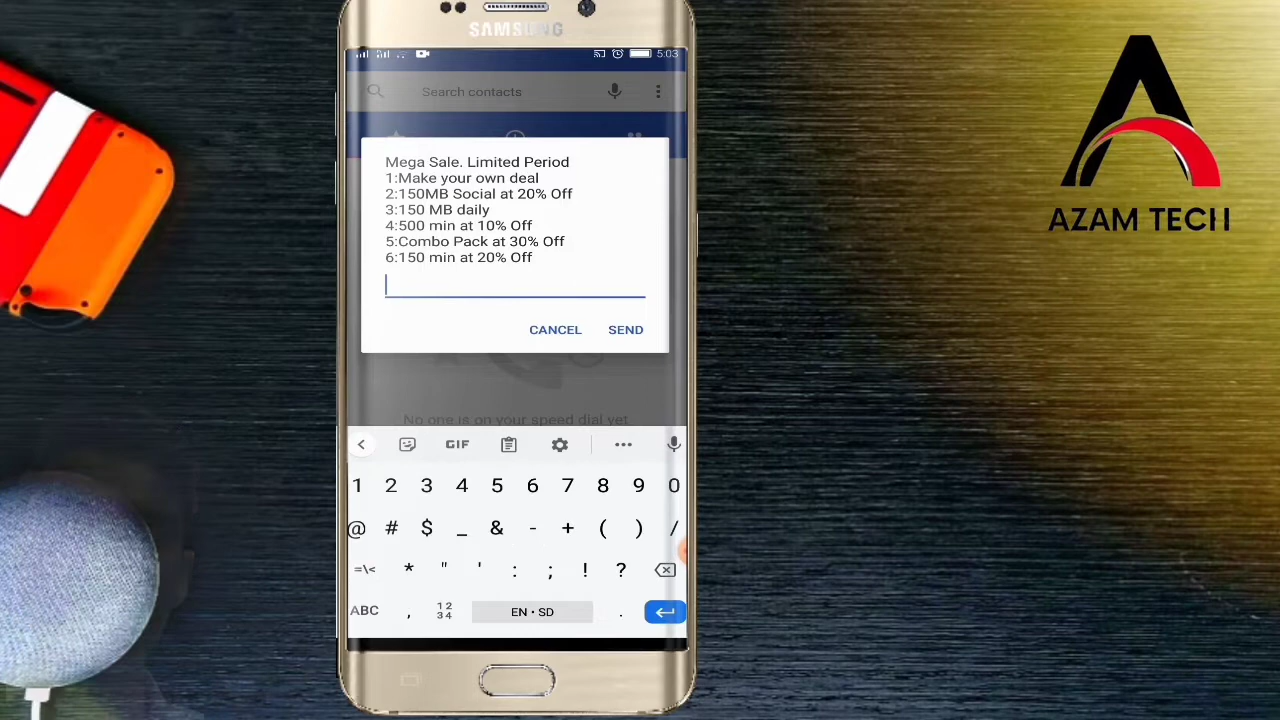 SAMSUNG
5:03
Search contacts
Mega Sale. Limited Period
1:Make your own deal
2:150MB Social at 20% Off
3:150 MB daily
4:500 min at 10% Off
5:Combo Pack at 30% Off
6:150 min at 20% Off
CANCEL SEND
No one is on your speed dial yet
GIF
1 2 3 4 5 6 7 8 9 0
@ # $ _ & - + ( ) /
=\< * " ' : ; ! ?
ABC , 12 34 EN • SD .
AZAM TECH